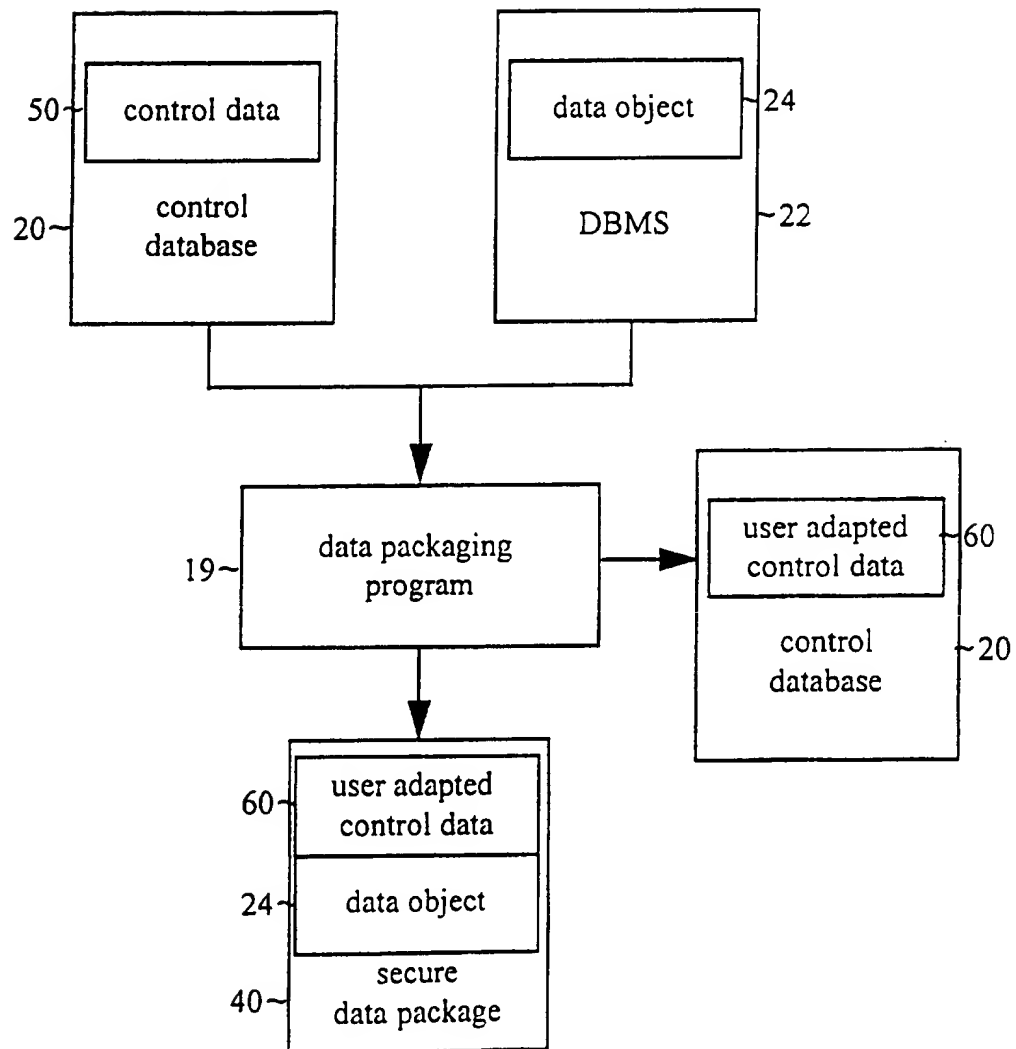 50~ control data
data object ~24
20~ control
database
DBMS ~22
19~ data packaging
program
user adapted ~60
control data
control ~20
database
60~ user adapted
control data
24~ data object
40~ secure
data package